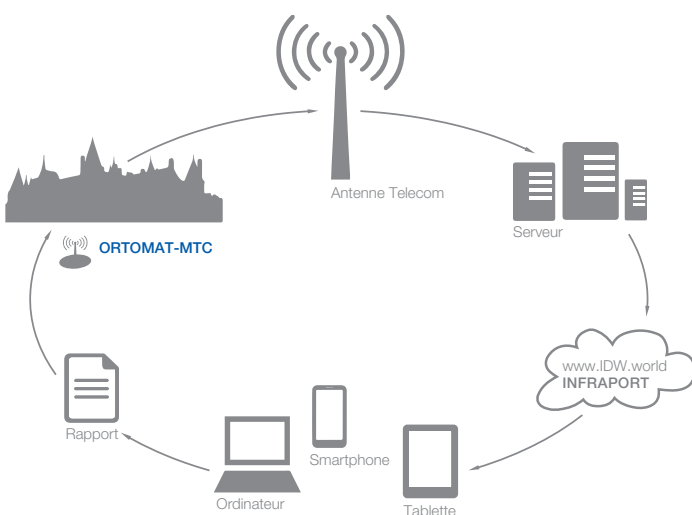 Antenne Telecom
Serveur
ORTOMAT-MTC
www.IDW.world
INFRAPORT
Rapport
Smartphone
Ordinateur
Tablette